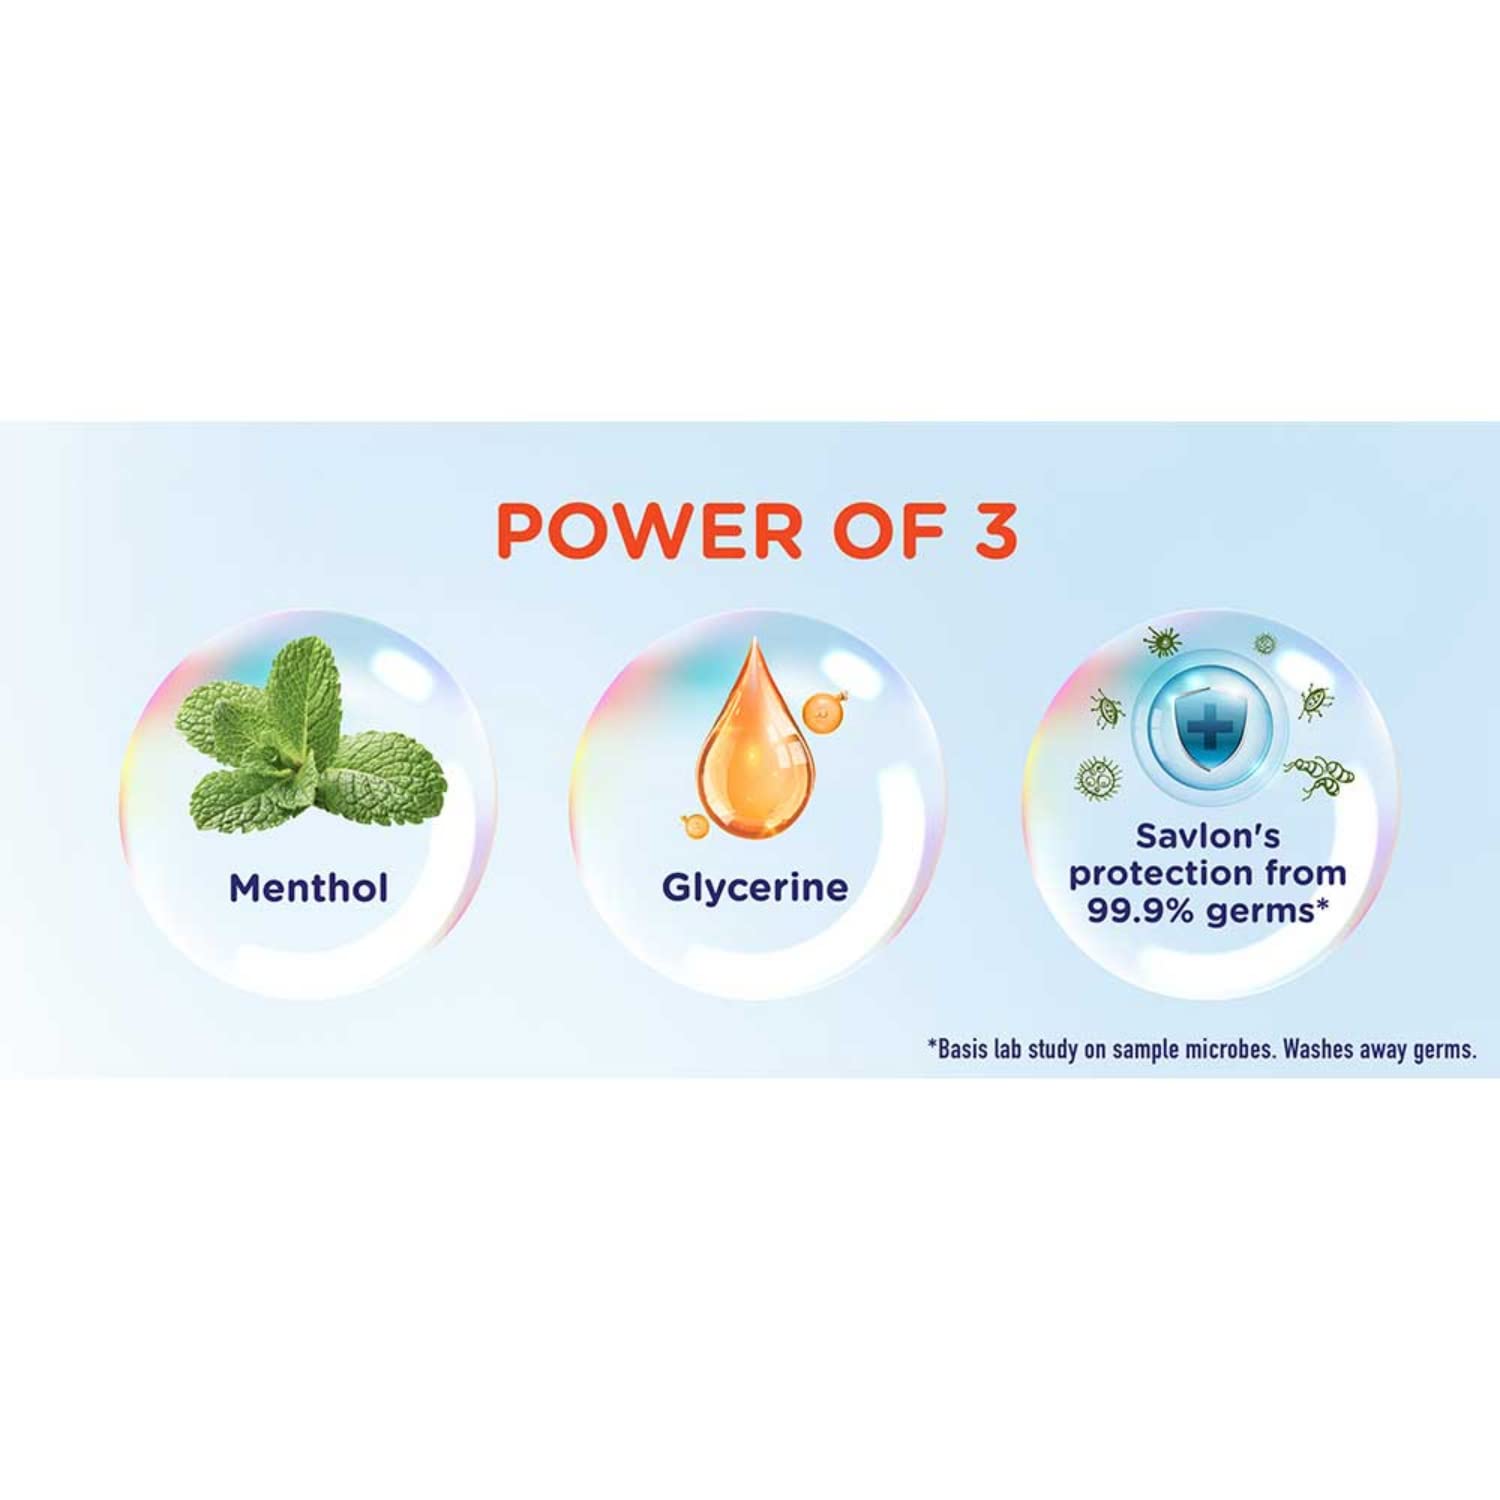 POWER OF 3
Menthol
Glycerine
Savlon's
protection from
99.9% germs*
*Basis lab study on sample microbes. Washes away germs.